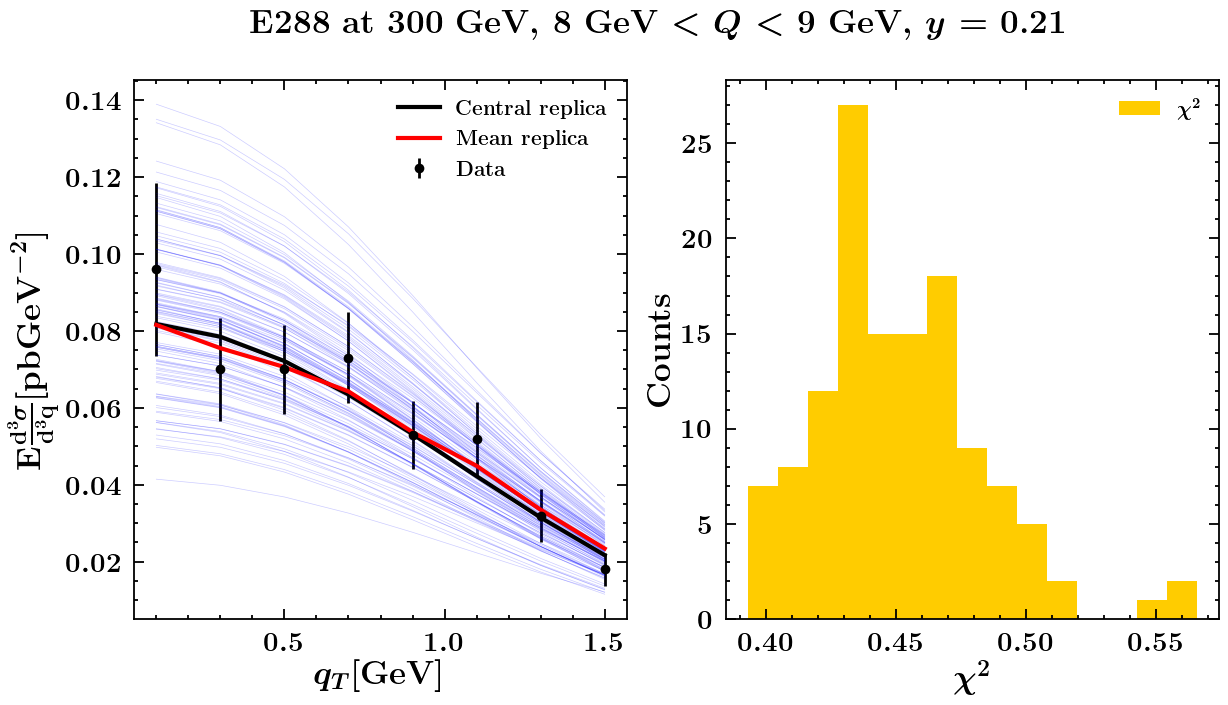 E288 at 300 GeV, 8 GeV < Q < 9 GeV, y = 0.21
E d³σ/d³q [pbGeV⁻²]
0.14
0.12
0.10
0.08
0.06
0.04
0.02
Central replica
Mean replica
Data
0.5
1.0
1.5
q_T[GeV]
Counts
25
20
15
10
5
0
χ²
0.40
0.45
0.50
0.55
χ²